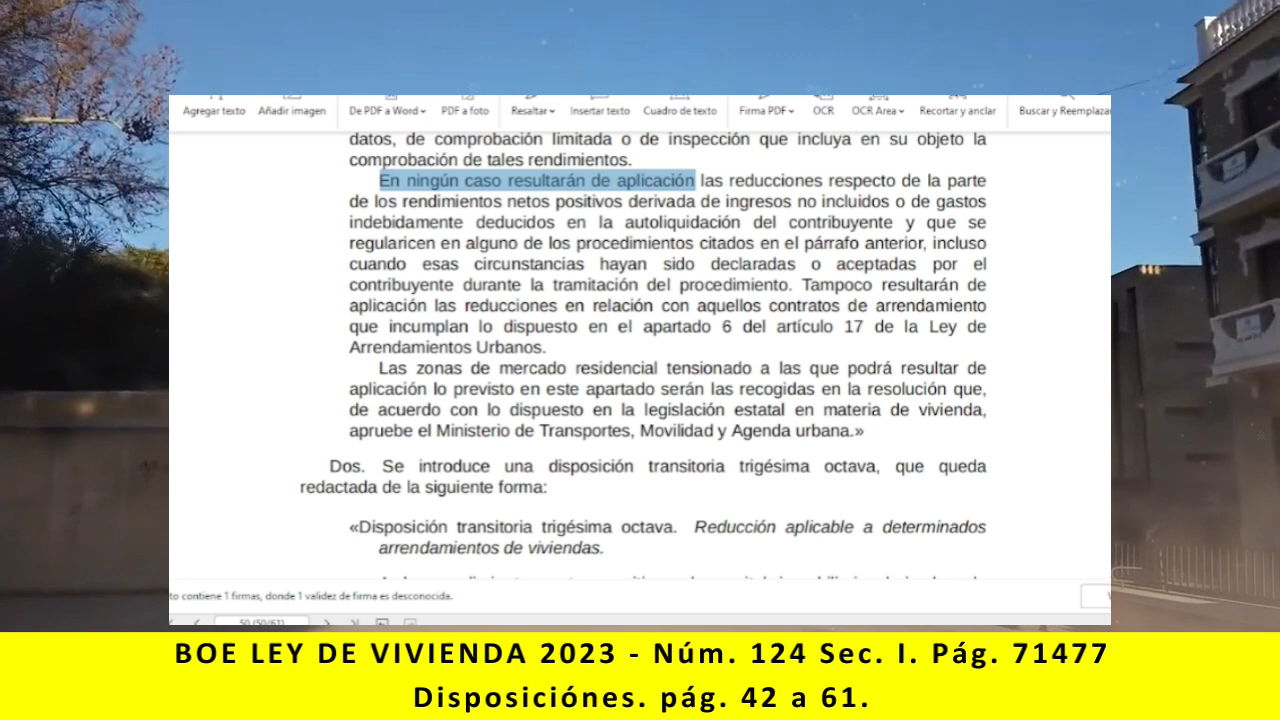 Agregar texto Añadir imagen De PDF a Word PDF a foto Resaltar Insertar texto Cuadro de texto Firma PDF OCR OCR Area Recortar y anclar Buscar y Reemplaza
datos, de comprobación limitada o de inspección que incluya en su objeto la
comprobación de tales rendimientos.
En ningún caso resultarán de aplicación las reducciones respecto de la parte
de los rendimientos netos positivos derivada de ingresos no incluidos o de gastos
indebidamente deducidos en la autoliquidación del contribuyente y que se
regularicen en alguno de los procedimientos citados en el párrafo anterior, incluso
cuando esas circunstancias hayan sido declaradas o aceptadas por el
contribuyente durante la tramitación del procedimiento. Tampoco resultarán de
aplicación las reducciones en relación con aquellos contratos de arrendamiento
que incumplan lo dispuesto en el apartado 6 del artículo 17 de la Ley de
Arrendamientos Urbanos.
Las zonas de mercado residencial tensionado a las que podrá resultar de
aplicación lo previsto en este apartado serán las recogidas en la resolución que,
de acuerdo con lo dispuesto en la legislación estatal en materia de vivienda,
apruebe el Ministerio de Transportes, Movilidad y Agenda urbana.»
Dos. Se introduce una disposición transitoria trigésima octava, que queda
redactada de la siguiente forma:
«Disposición transitoria trigésima octava. Reducción aplicable a determinados
arrendamientos de viviendas.
to contiene 1 firmas, donde 1 validez de firma es desconocida.
50 (50/61)
BOE LEY DE VIVIENDA 2023 - Núm. 124 Sec. I. Pág. 71477
Disposiciónes. pág. 42 a 61.